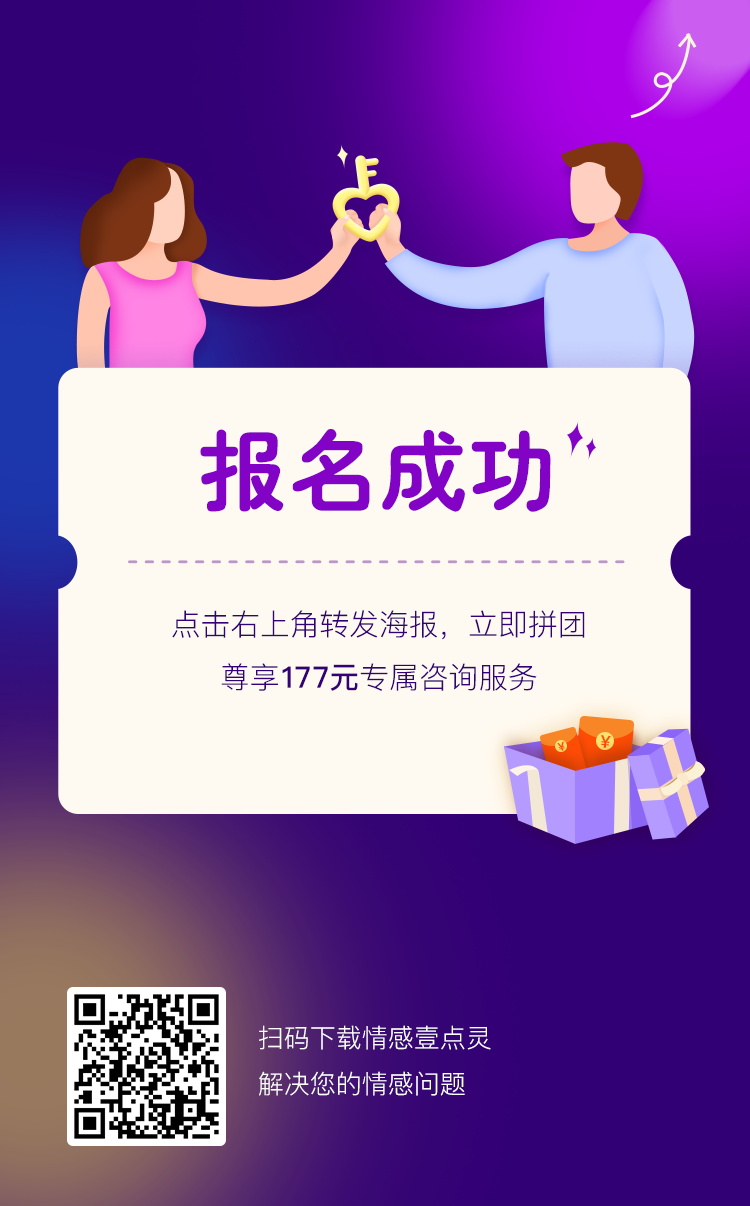 报名成功
点击右上角转发海报，立即拼团
尊享177元专属咨询服务
¥
¥
扫码下载情感壹点灵
解决您的情感问题